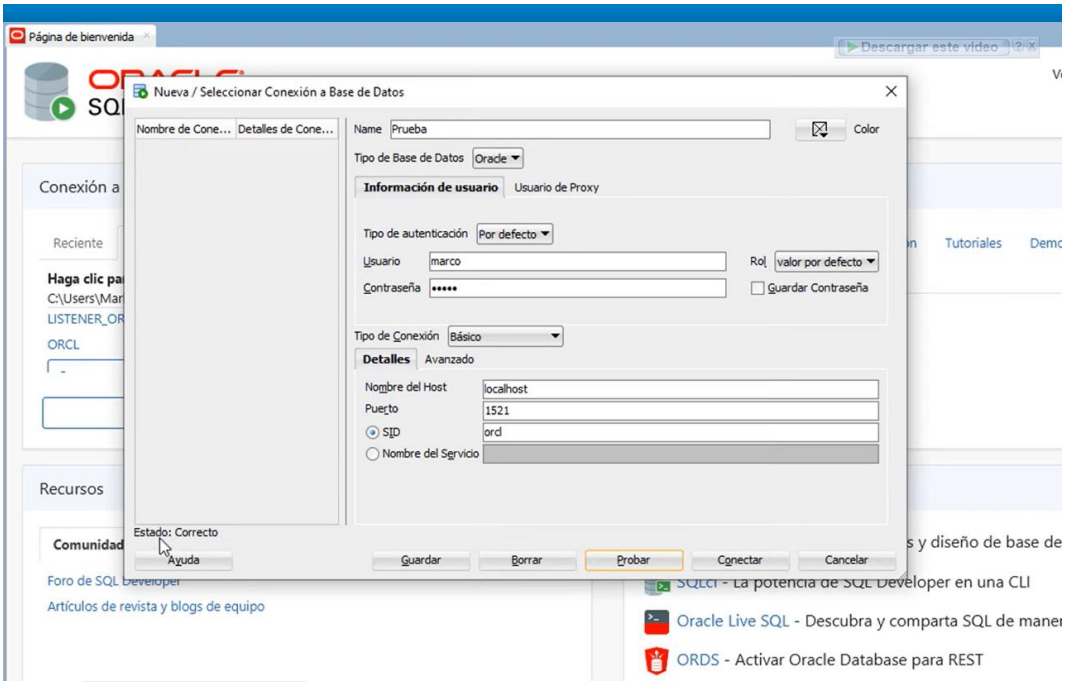 Página de bienvenida
Descargar este video ? X
ORACLE
SQL
Nueva / Seleccionar Conexión a Base de Datos
Nombre de Cone... Detalles de Cone...
Name Prueba Color
Tipo de Base de Datos Oracle
Información de usuario Usuario de Proxy
Conexión a
Reciente
Tipo de autenticación Por defecto
Tutoriales
Usuario marco Rol valor por defecto
Haga clic
Contraseña ••••• Guardar Contraseña
LISTENER_OR
Tipo de Conexión Básico
ORCL
Detalles Avanzado
Nombre del Host localhost
Puerto 1521
SID orcl
Nombre del Servicio
Recursos
Estado: Correcto
Comunidad
s y diseño de base de
Ayuda Guardar Borrar Probar Conectar Cancelar
Foro de SQL Developer
SQLcl - La potencia de SQL Developer en una CLI
Artículos de revista y blogs de equipo
Oracle Live SQL - Descubra y comparta SQL de maner
ORDS - Activar Oracle Database para REST